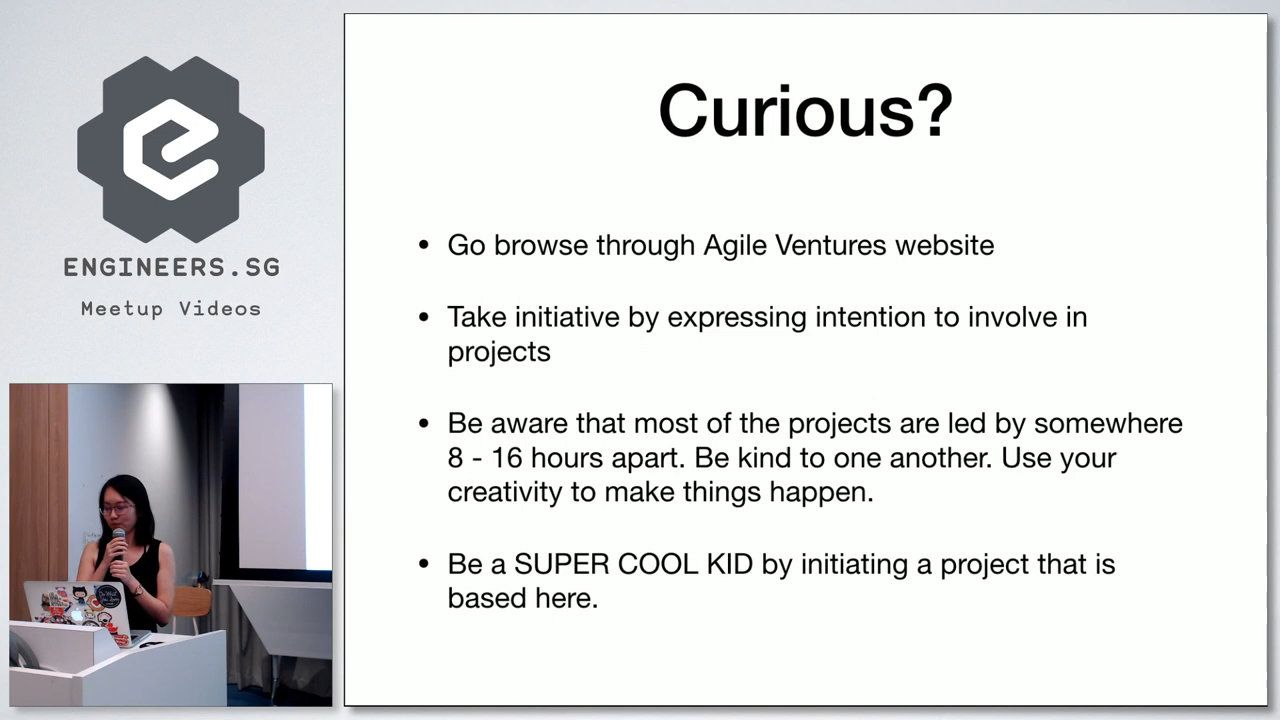 ENGINEERS.SG
Meetup Videos
Curious?
• Go browse through Agile Ventures website
• Take initiative by expressing intention to involve in
projects
• Be aware that most of the projects are led by somewhere
8 - 16 hours apart. Be kind to one another. Use your
creativity to make things happen.
• Be a SUPER COOL KID by initiating a project that is
based here.